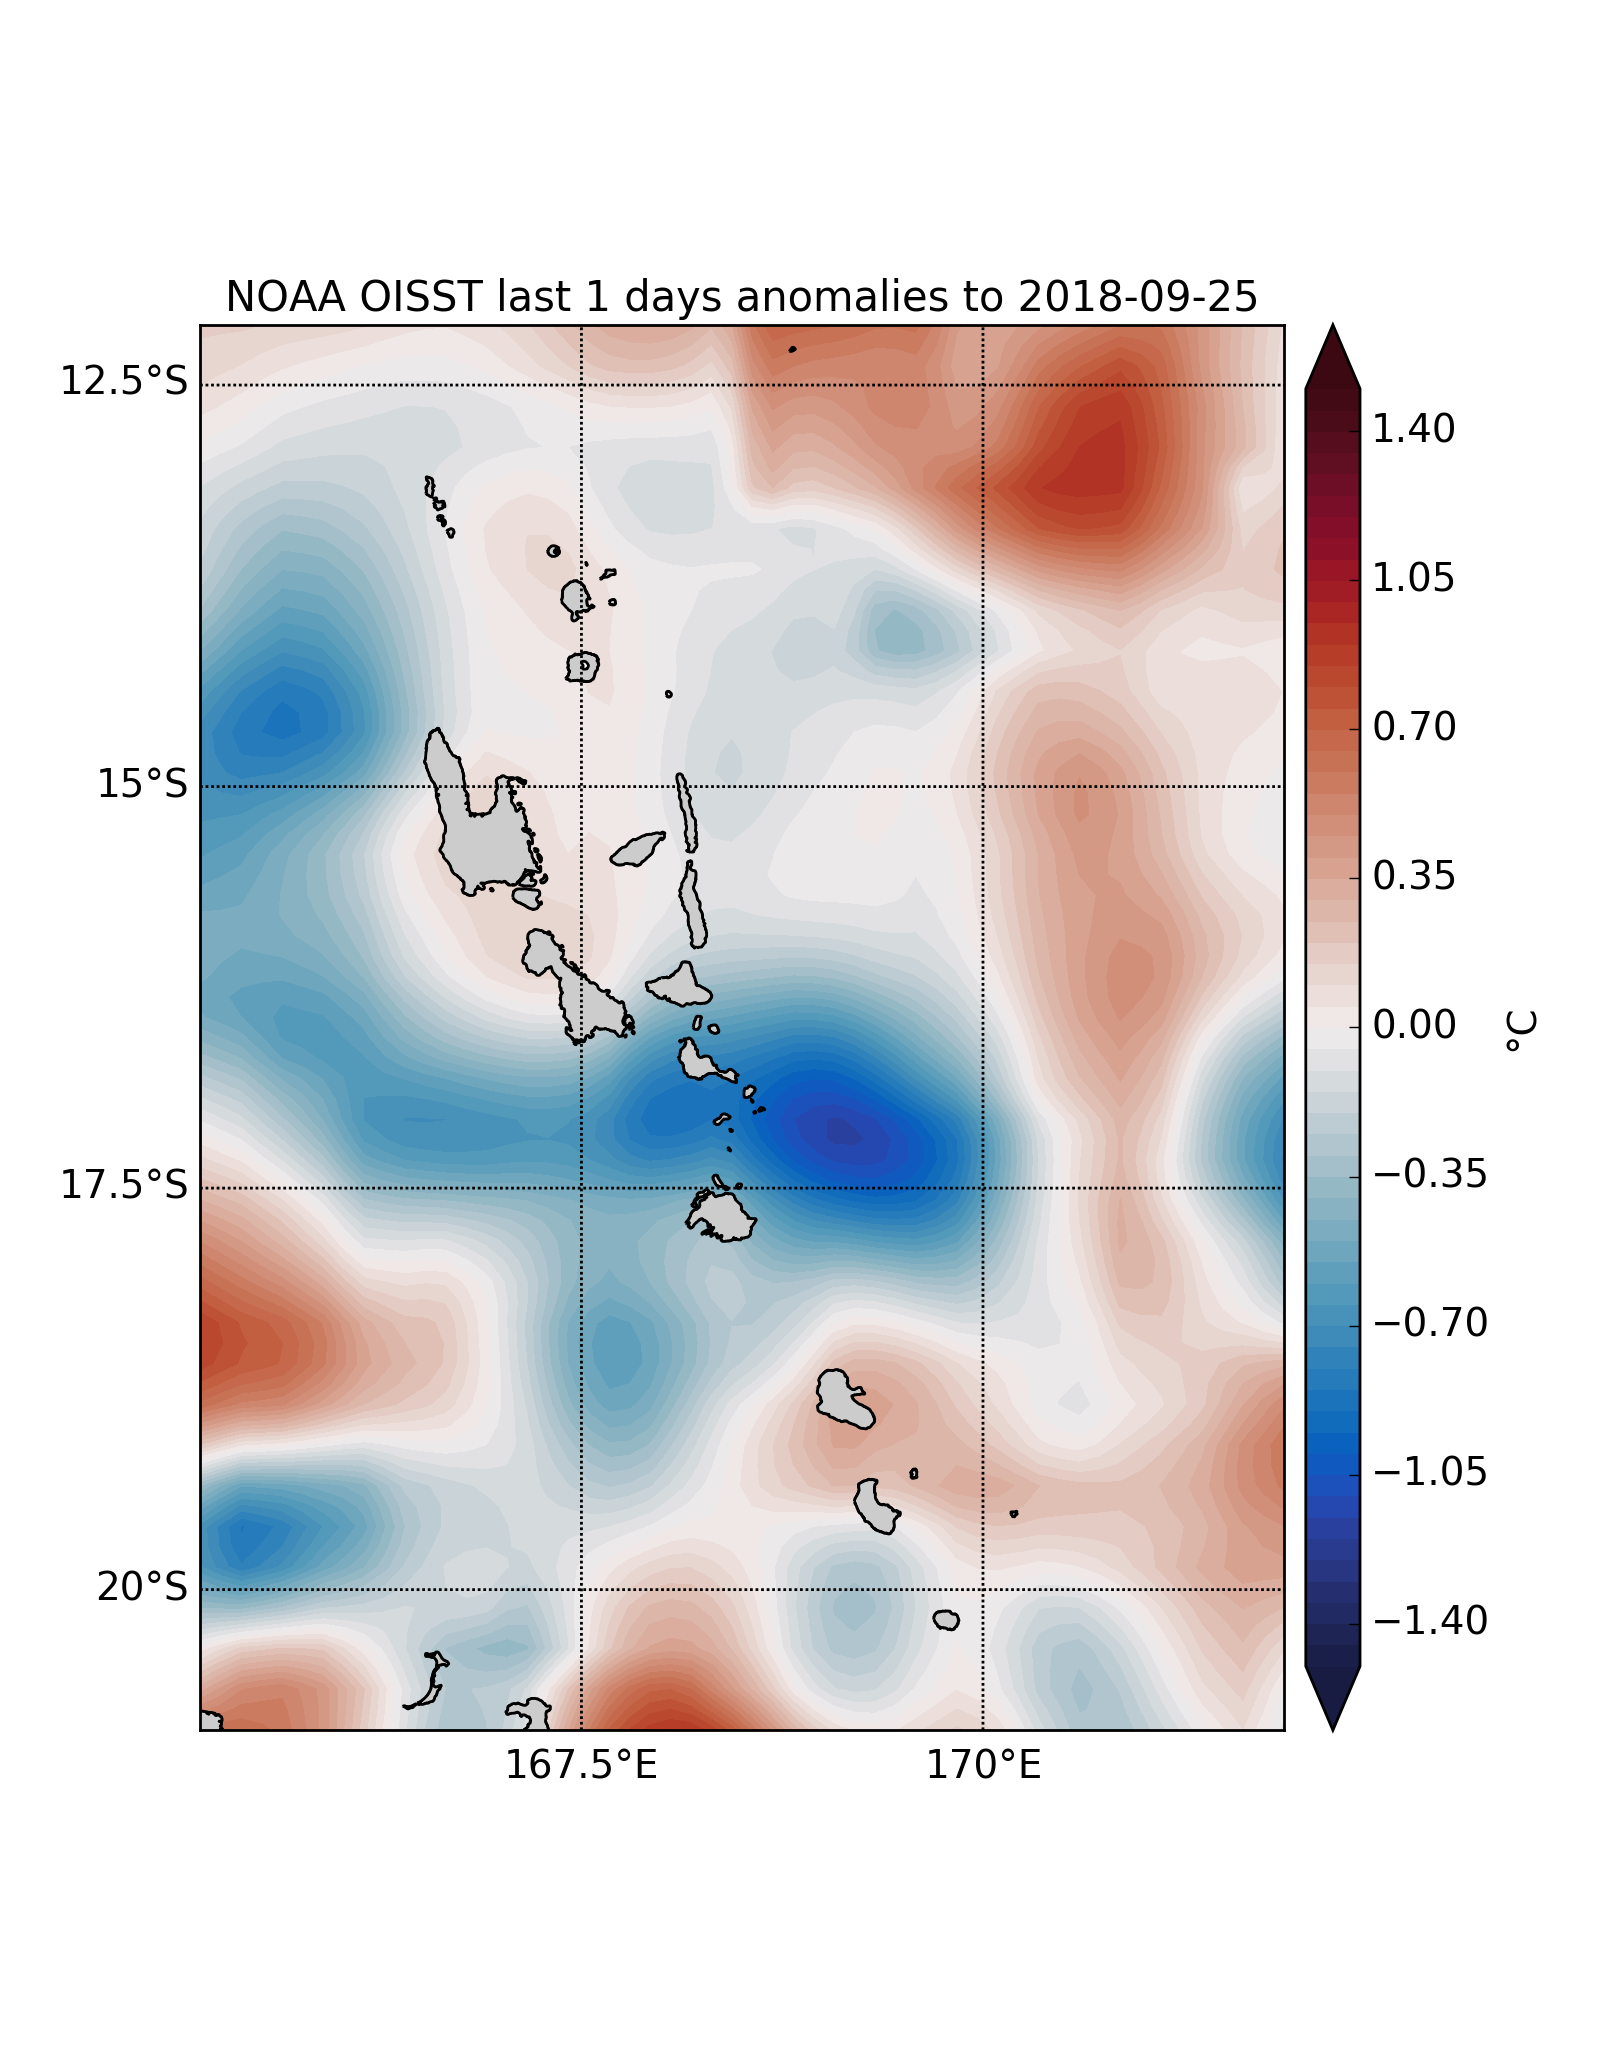 NOAA OISST last 1 days anomalies to 2018-09-25
12.5°S
15°S
17.5°S
20°S
167.5°E
170°E
1.40
1.05
0.70
0.35
0.00
−0.35
−0.70
−1.05
−1.40
°C